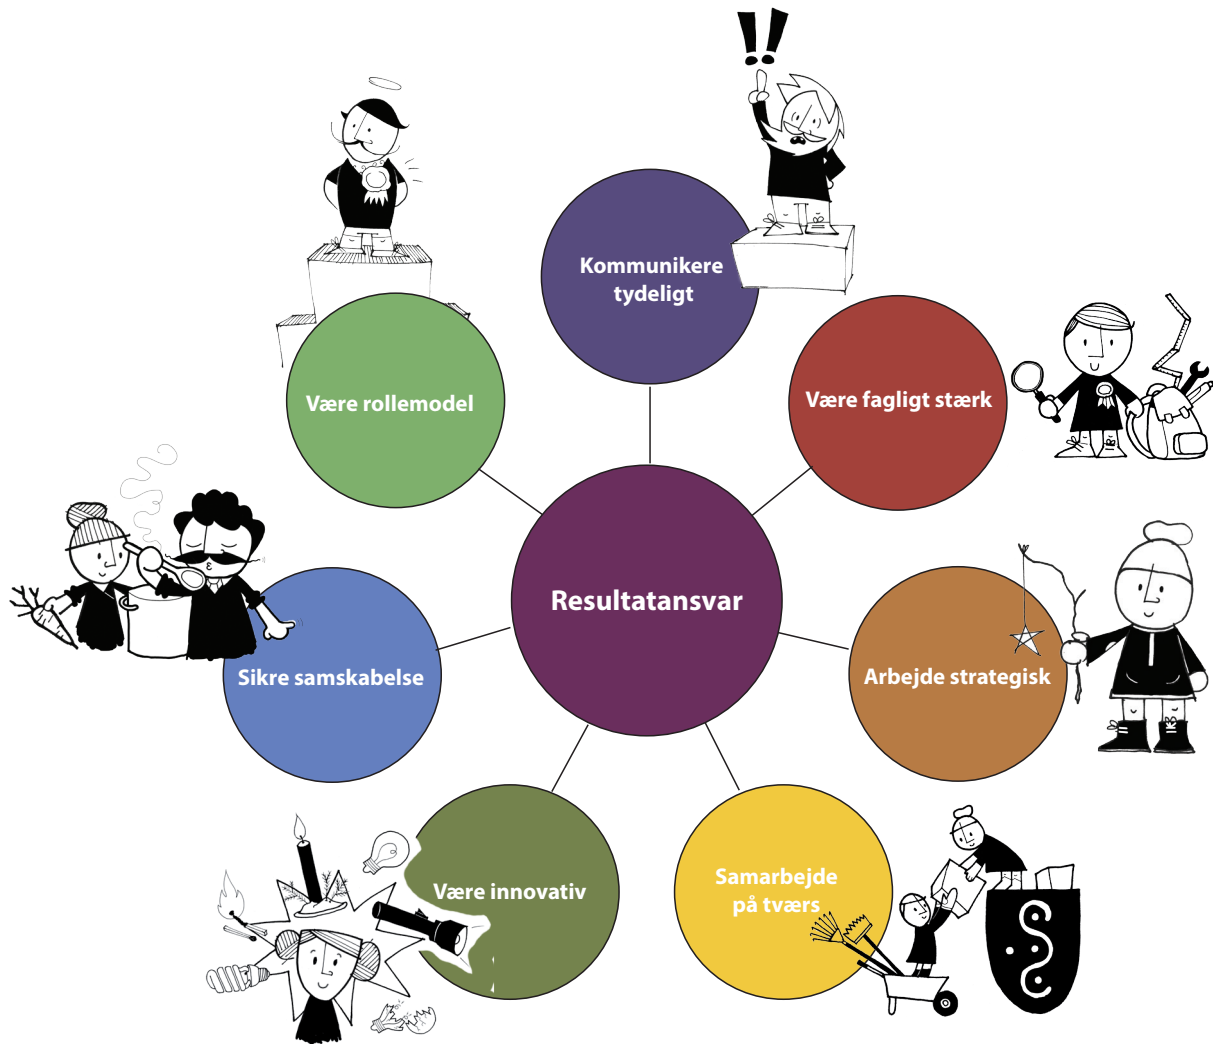 Kommunikere
tydeligt
Være rollemodel
Være fagligt stærk
Resultatansvar
Sikre samskabelse
Arbejde strategisk
Være innovativ
Samarbejde
på tværs